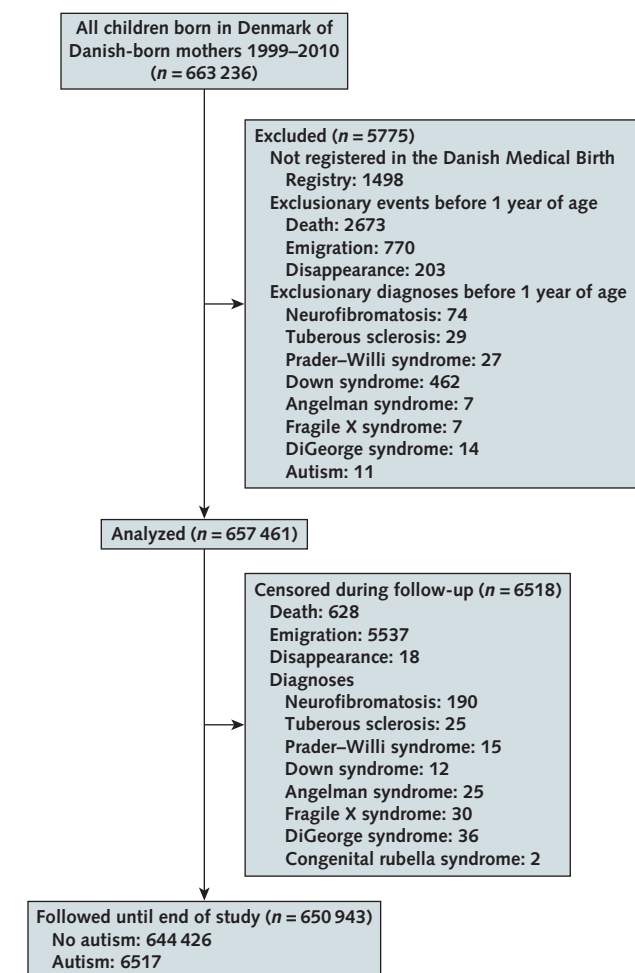 All children born in Denmark of
Danish-born mothers 1999–2010
(n = 663 236)
Excluded (n = 5775)
Not registered in the Danish Medical Birth
Registry: 1498
Exclusionary events before 1 year of age
Death: 2673
Emigration: 770
Disappearance: 203
Exclusionary diagnoses before 1 year of age
Neurofibromatosis: 74
Tuberous sclerosis: 29
Prader–Willi syndrome: 27
Down syndrome: 462
Angelman syndrome: 7
Fragile X syndrome: 7
DiGeorge syndrome: 14
Autism: 11
Analyzed (n = 657 461)
Censored during follow-up (n = 6518)
Death: 628
Emigration: 5537
Disappearance: 18
Diagnoses
Neurofibromatosis: 190
Tuberous sclerosis: 25
Prader–Willi syndrome: 15
Down syndrome: 12
Angelman syndrome: 25
Fragile X syndrome: 30
DiGeorge syndrome: 36
Congenital rubella syndrome: 2
Followed until end of study (n = 650 943)
No autism: 644 426
Autism: 6517